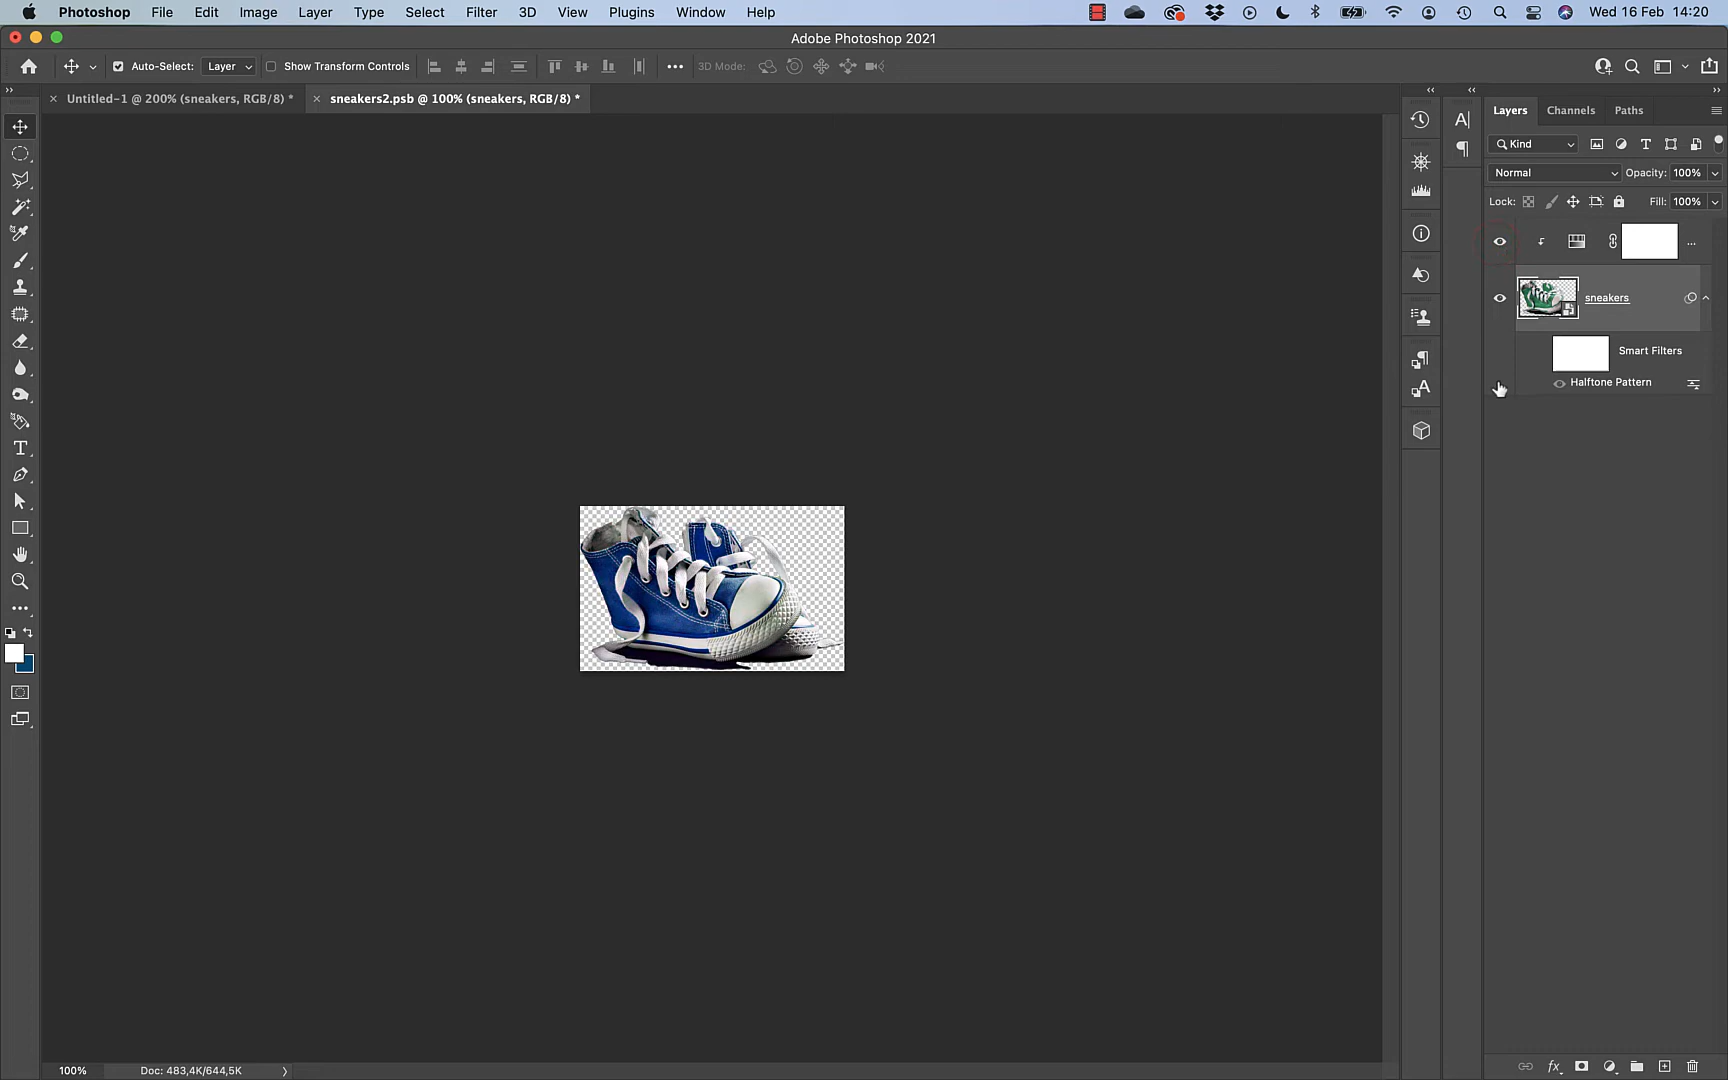 Photoshop File Edit Image Layer Type Select Filter 3D View Plugins Window Help Wed 16 Feb 14:20
Adobe Photoshop 2021
Auto-Select: Layer Show Transform Controls 3D Mode:
Untitled-1 @ 200% (sneakers, RGB/8) * sneakers2.psb @ 100% (sneakers, RGB/8) *
Layers Channels Paths
Kind
Normal Opacity: 100%
Lock: Fill: 100%
...
sneakers
Smart Filters
Halftone Pattern
100% Doc: 483,4K/644,5K